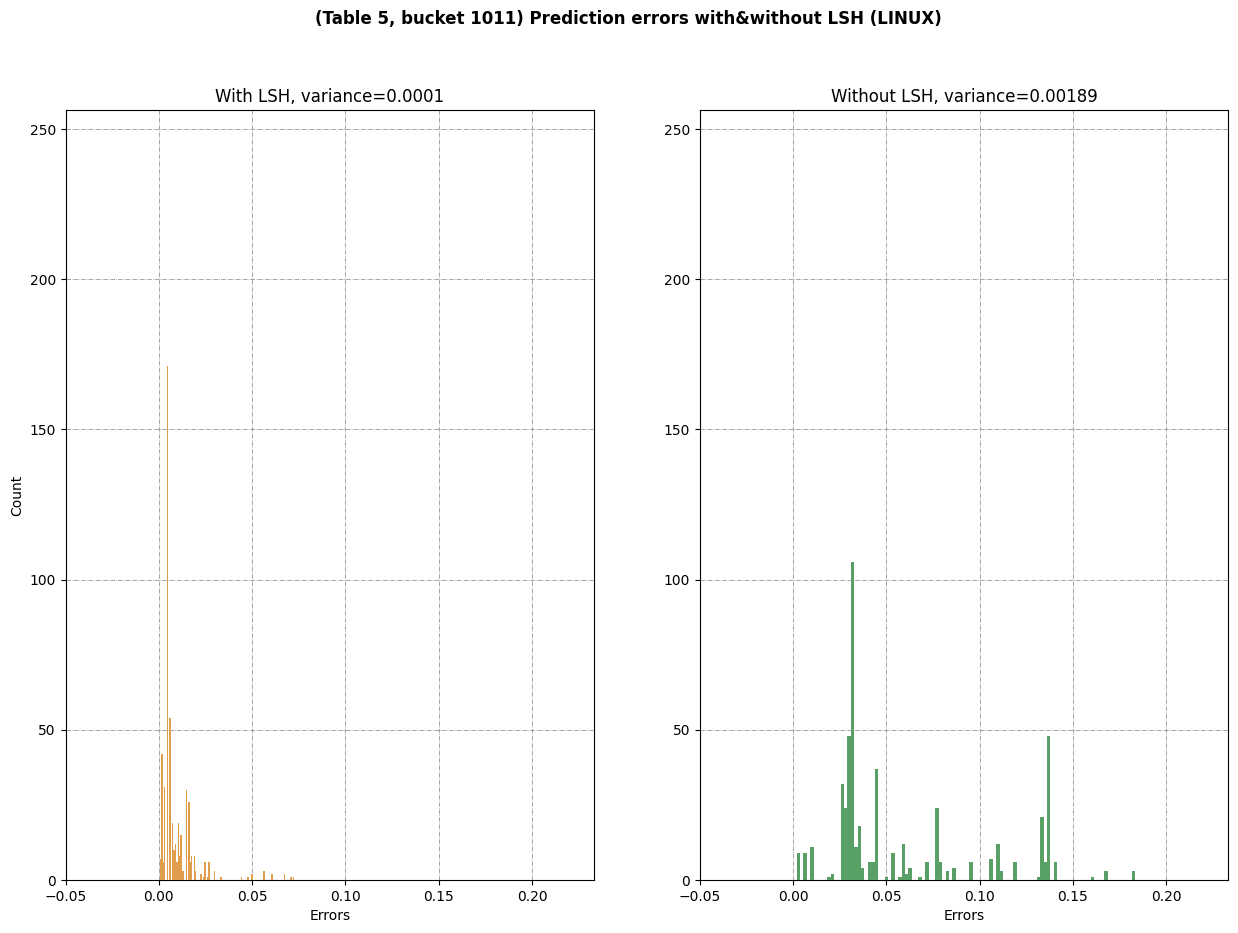 (Table 5, bucket 1011) Prediction errors with&without LSH (LINUX)
With LSH, variance=0.0001
250
200
150
100
50
0
Count
−0.05 0.00 0.05 0.10 0.15 0.20
Errors
Without LSH, variance=0.00189
250
200
150
100
50
0
−0.05 0.00 0.05 0.10 0.15 0.20
Errors